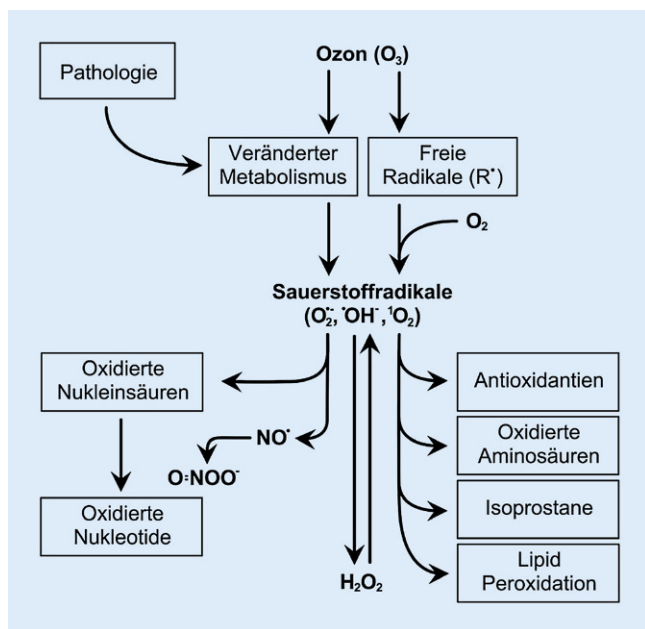 Ozon (O₃)
Pathologie
Veränderter
Metabolismus
Freie
Radikale (R•)
O₂
Sauerstoffradikale
(O₂•⁻, •OH⁻, ¹O₂)
Oxidierte
Nukleinsäuren
NO•
O=NOO⁻
Oxidierte
Nukleotide
H₂O₂
Antioxidantien
Oxidierte
Aminosäuren
Isoprostane
Lipid
Peroxidation